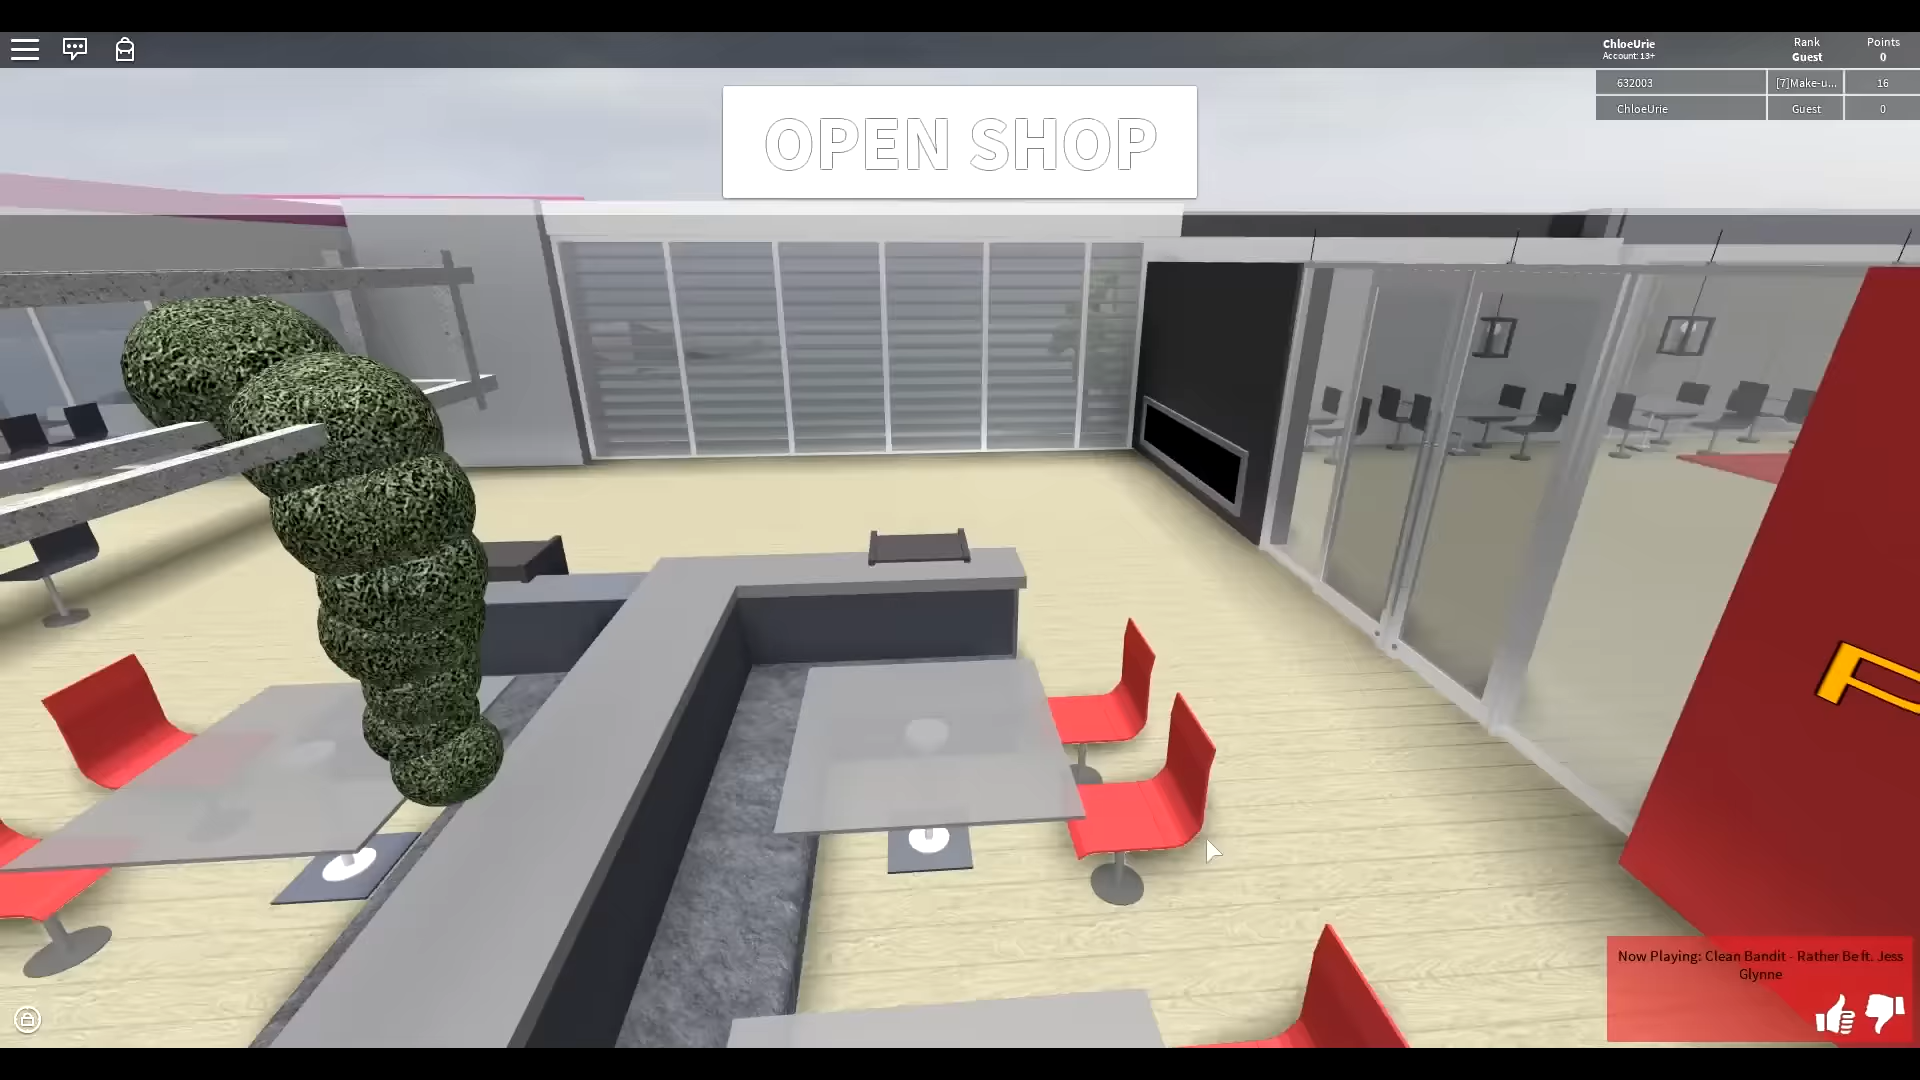 ChloeUrie
Account: 13+
Rank
Guest
Points
0
632003
[7]Make-u...
16
ChloeUrie
Guest
0
OPEN SHOP
Now Playing: Clean Bandit - Rather Be ft. Jess
Glynne